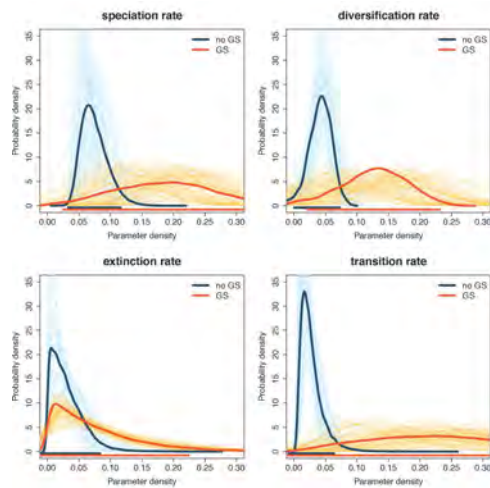 speciation rate
no GS
GS
Probability density
35
30
25
20
15
10
5
0
0.00 0.05 0.10 0.15 0.20 0.25 0.30
Parameter density
diversification rate
no GS
GS
Probability density
35
30
25
20
15
10
5
0
0.00 0.05 0.10 0.15 0.20 0.25 0.30
Parameter density
extinction rate
no GS
GS
Probability density
35
30
25
20
15
10
5
0
0.00 0.05 0.10 0.15 0.20 0.25 0.30
Parameter density
transition rate
no GS
GS
Probability density
35
30
25
20
15
10
5
0
0.00 0.05 0.10 0.15 0.20 0.25 0.30
Parameter density